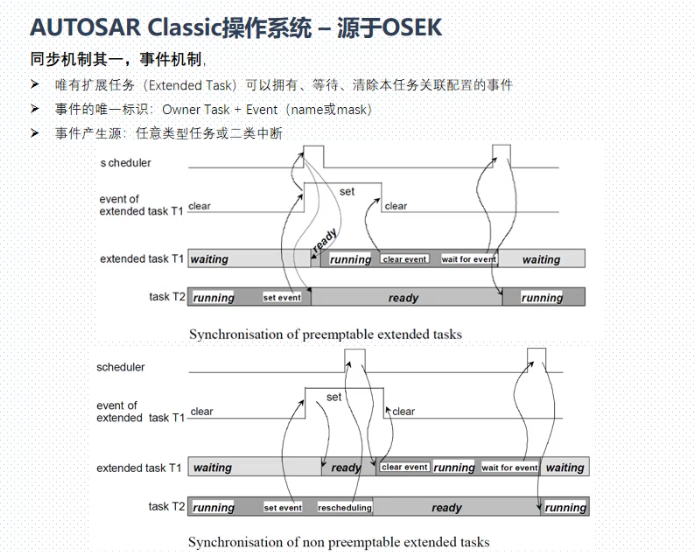 AUTOSAR Classic操作系统 – 源于OSEK
同步机制其一，事件机制,
➤ 唯有扩展任务（Extended Task）可以拥有、等待、清除本任务关联配置的事件
➤ 事件的唯一标识：Owner Task + Event（name或mask）
➤ 事件产生源：任意类型任务或二类中断
scheduler
event of
extended task T1
clear
set
clear
ready
extended task T1
waiting
running
clear event
wait for event
waiting
task T2
running
set event
ready
running
Synchronisation of preemptable extended tasks
scheduler
event of
extended task T1
clear
set
clear
extended task T1
waiting
ready
clear event
running
wait for event
waiting
task T2
running
set event
rescheduling
ready
running
Synchronisation of non preemptable extended tasks